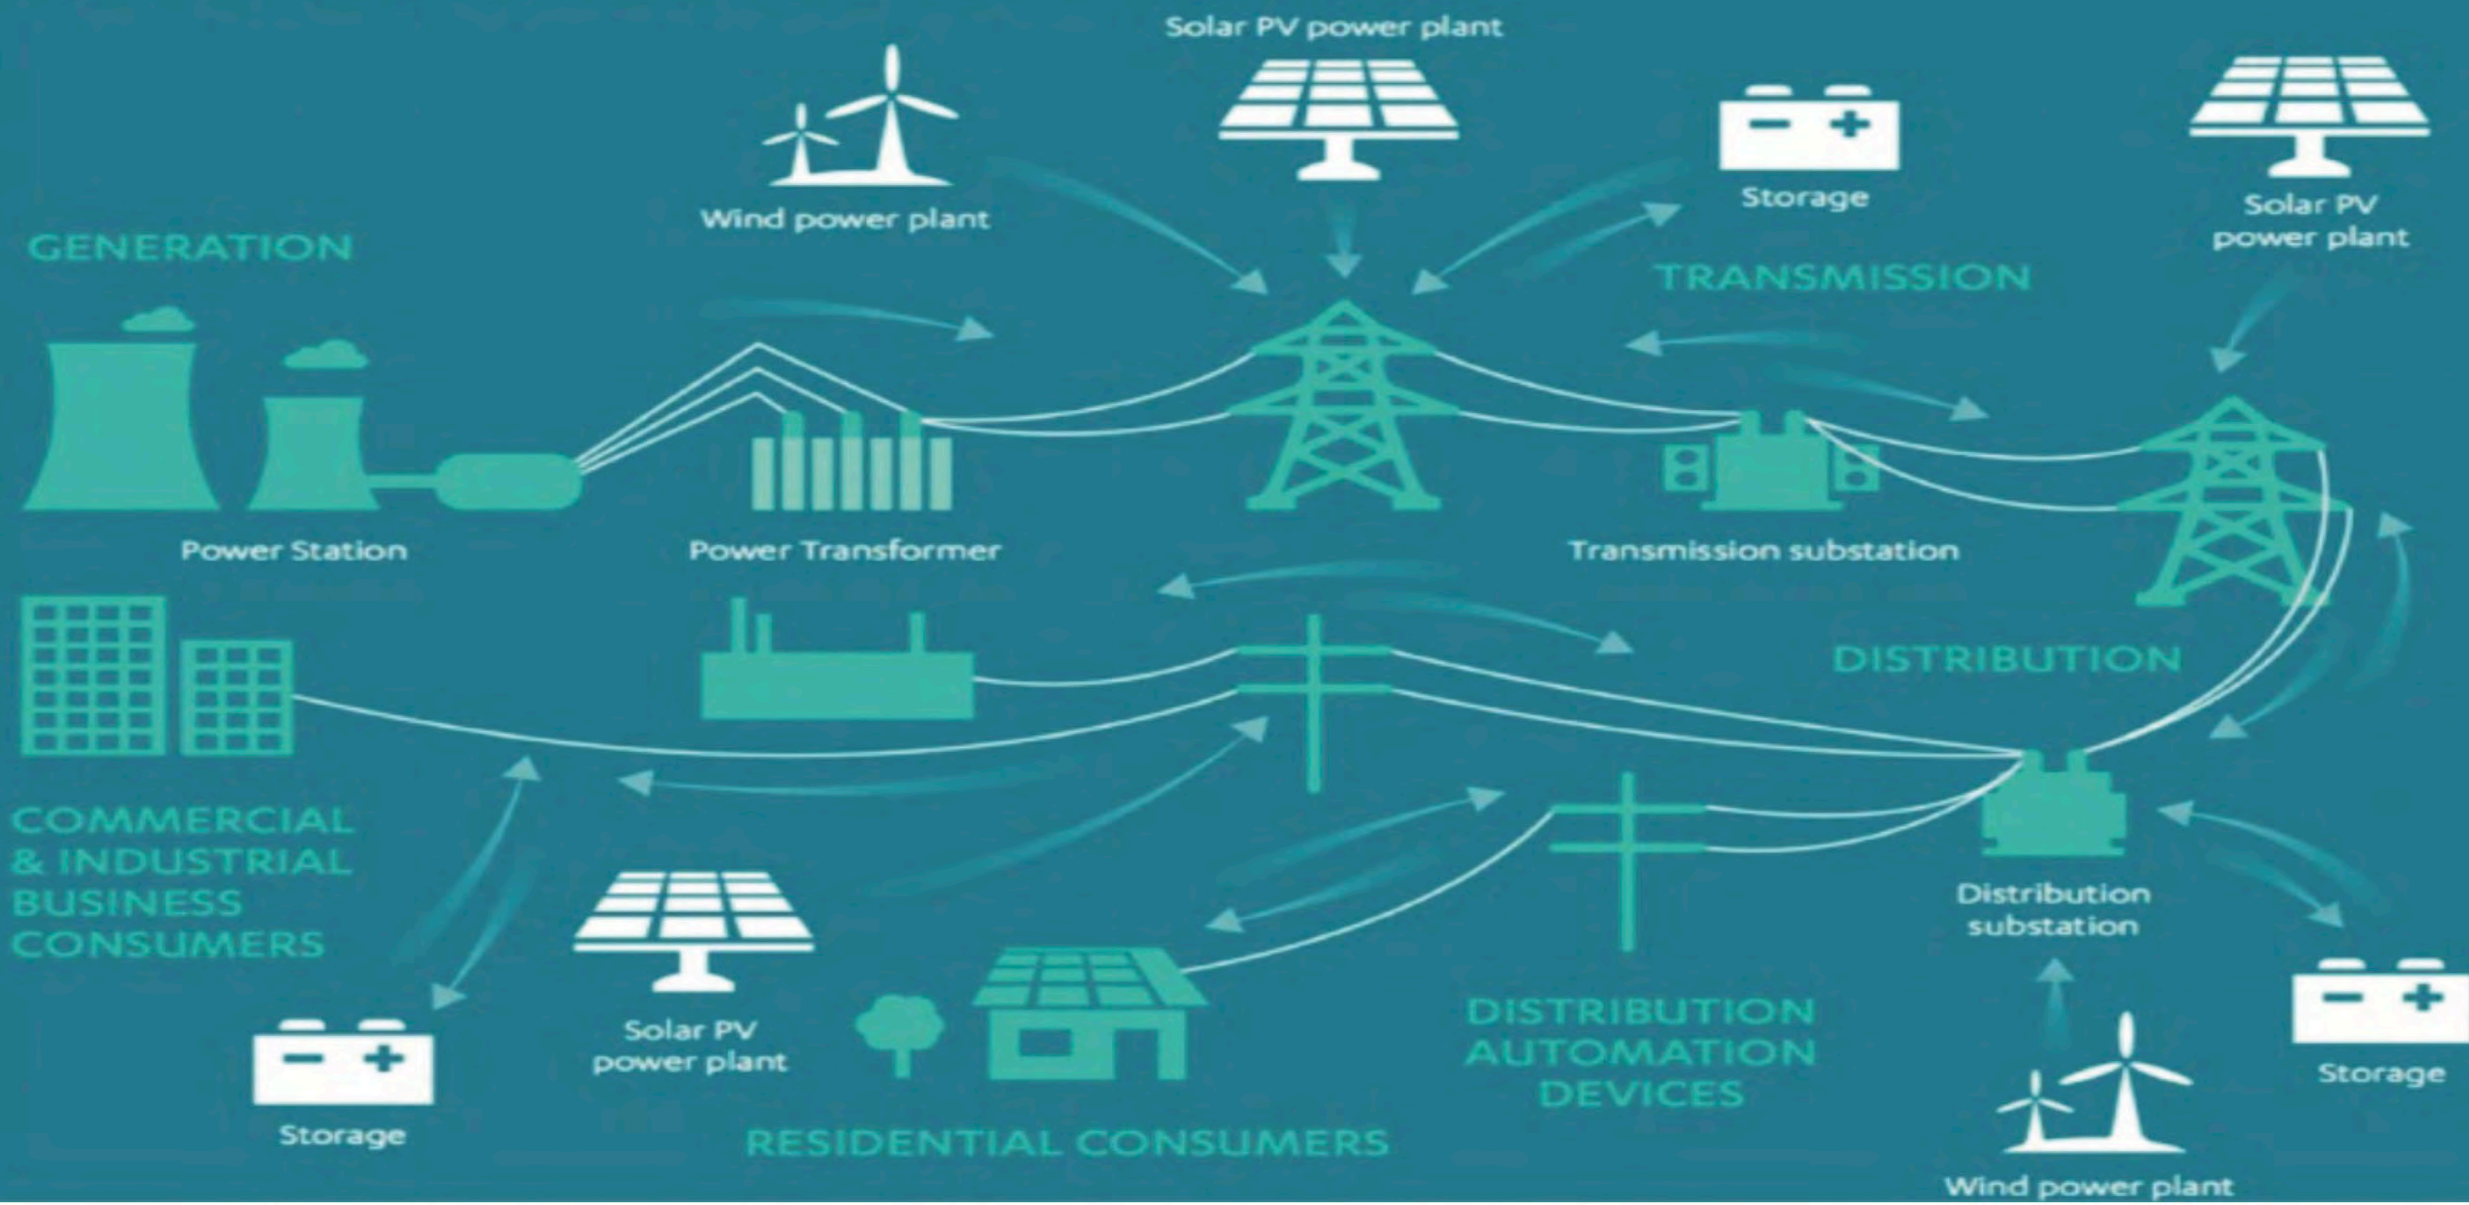 Solar PV power plant
Wind power plant
Storage
Solar PV
power plant
GENERATION
TRANSMISSION
Power Station
Power Transformer
Transmission substation
DISTRIBUTION
COMMERCIAL
& INDUSTRIAL
BUSINESS
CONSUMERS
Distribution
substation
Solar PV
power plant
Storage
DISTRIBUTION
AUTOMATION
DEVICES
Storage
RESIDENTIAL CONSUMERS
Wind power plant